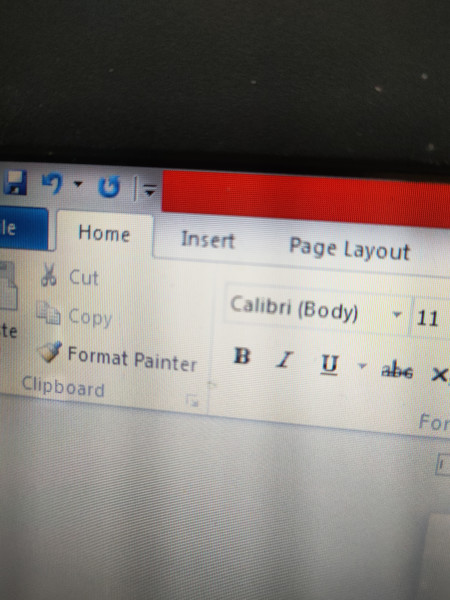 le
Home Insert Page Layout
Cut
Copy
te
Format Painter
Clipboard
Calibri (Body) 11
B I U abc x
For